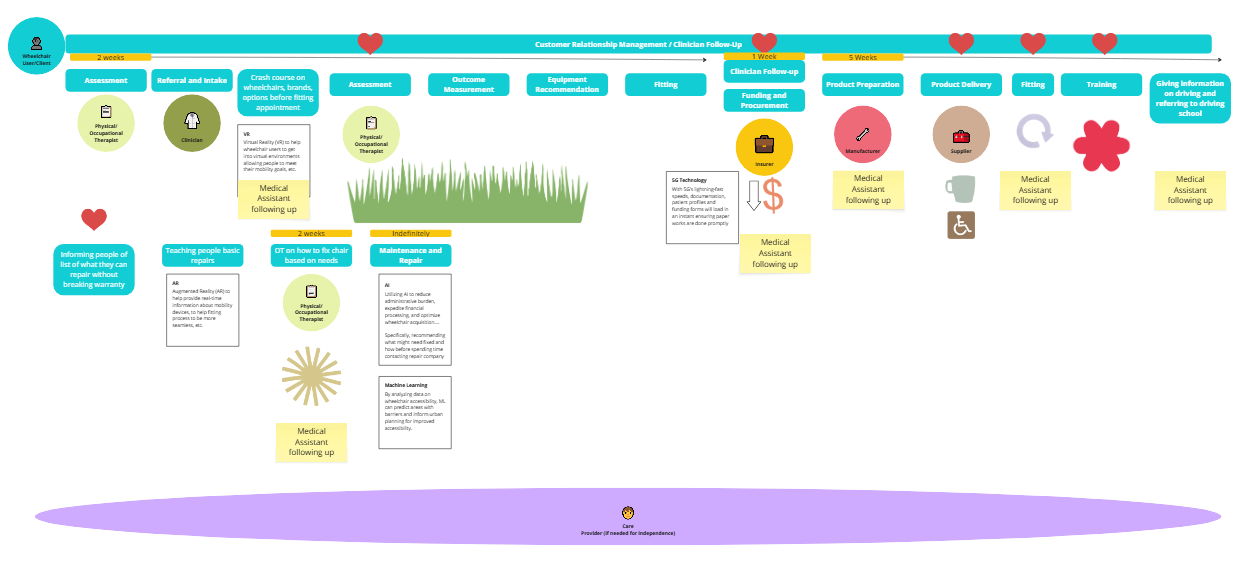 Customer Relationship Management / Clinician Follow-Up
Wheelchair
User/Client
2 weeks
1 Week
5 Weeks
Assessment
Referral and Intake
Crash course on
wheelchairs, brands,
options before fitting
appointment
Assessment
Outcome
Measurement
Equipment
Recommendation
Fitting
Clinician Follow-up
Funding and
Procurement
Product Preparation
Product Delivery
Fitting
Training
Giving information
on driving and
referring to driving
school
Physical/
Occupational
Therapist
Clinician
VR
Virtual Reality (VR) to help
wheelchair users to get
into virtual environments
allowing people to meet
their mobility goals, etc.
Medical
Assistant
following up
Physical/
Occupational
Therapist
Insurer
5G Technology
With 5G's lightning-fast
speeds, documentation,
patient profiles and
funding forms will load in
an instant ensuring paper
works are done promptly
$
Medical
Assistant
following up
Manufacturer
Medical
Assistant
following up
Supplier
Medical
Assistant
following up
Medical
Assistant
following up
2 weeks
Indefinitely
Informing people of
list of what they can
repair without
breaking warranty
Teaching people basic
repairs
OT on how to fix chair
based on needs
Maintenance and
Repair
AR
Augmented Reality (AR) to
help provide real-time
information about mobility
devices, to help fitting
process to be more
seamless, etc.
Physical/
Occupational
Therapist
Medical
Assistant
following up
AI
Utilizing AI to reduce
administrative burden,
expedite financial
processing, and optimize
wheelchair acquisition....
Specifically, recommending
what might need fixed and
how before spending time
contacting repair company
Machine Learning
By analyzing data on
wheelchair accessibility, ML
can predict areas with
barriers and inform urban
planning for improved
accessibility.
Care
Provider (if needed for independence)